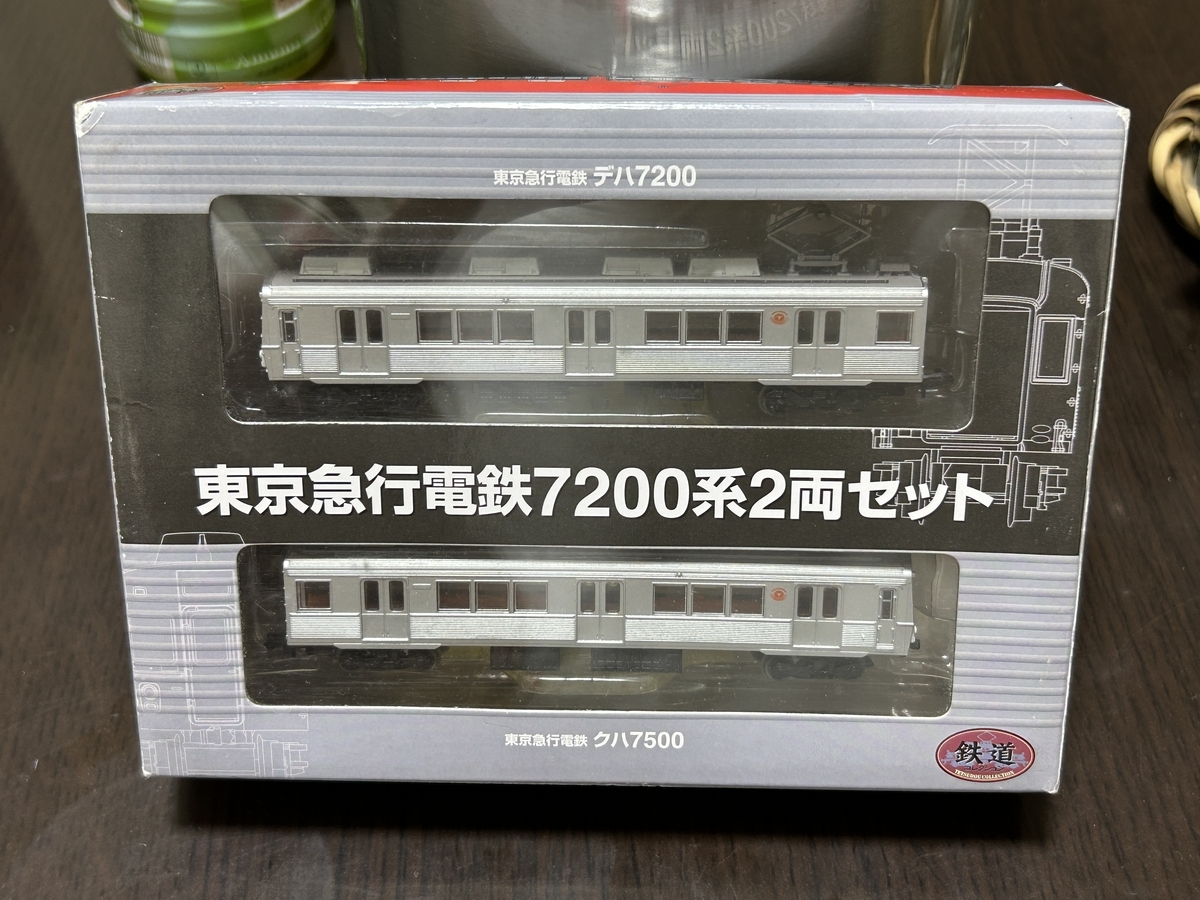 東京急行電鉄 デハ7200
東京急行電鉄7200系2両セット
東京急行電鉄 クハ7500
鉄道
TETSUDOU COLLECTION